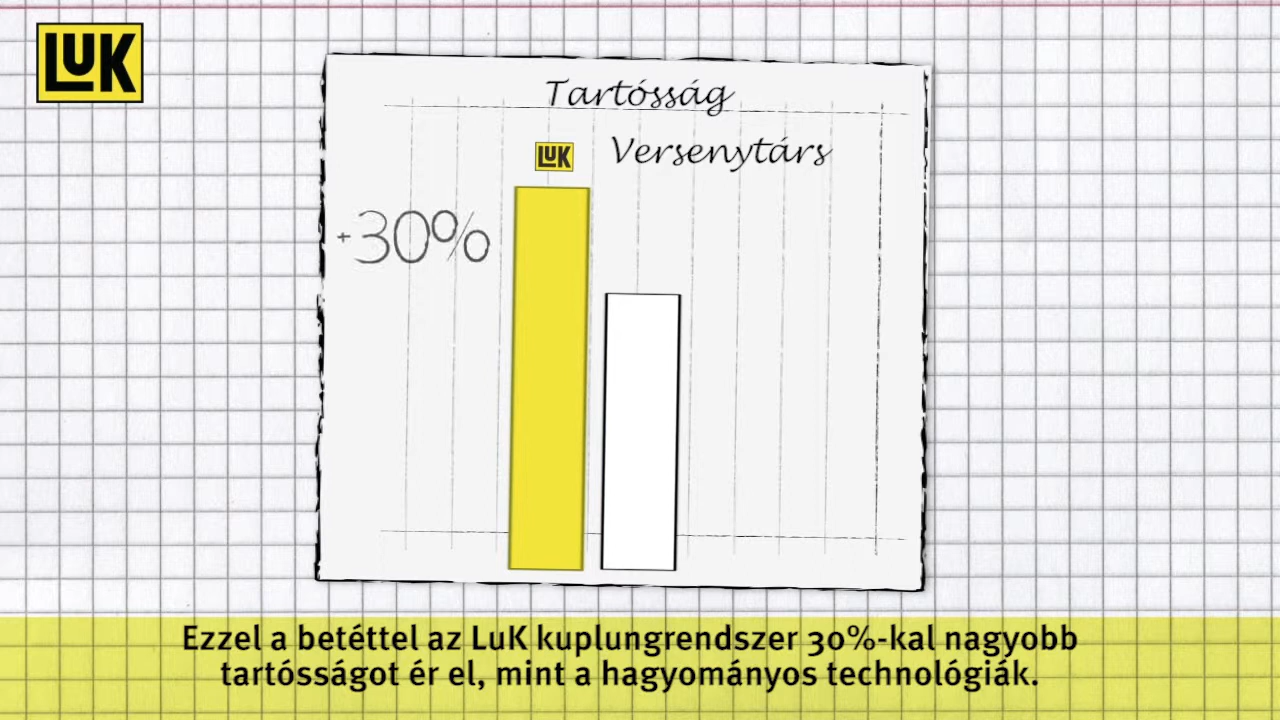 LUK
Tartósság
LUK
Versenytárs
+30%
Ezzel a betéttel az LuK kuplungrendszer 30%-kal nagyobb
tartósságot ér el, mint a hagyományos technológiák.